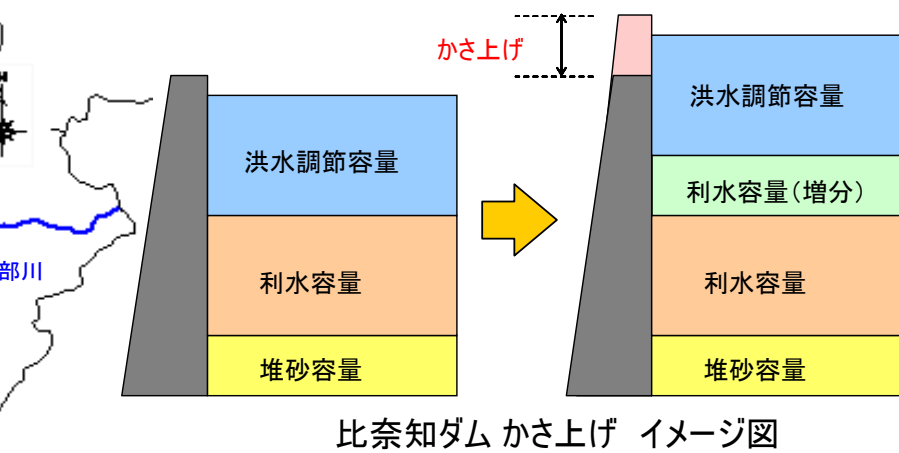 かさ上げ
洪水調節容量
利水容量
堆砂容量
洪水調節容量
利水容量(増分)
利水容量
堆砂容量
部川
比奈知ダム かさ上げ イメージ図